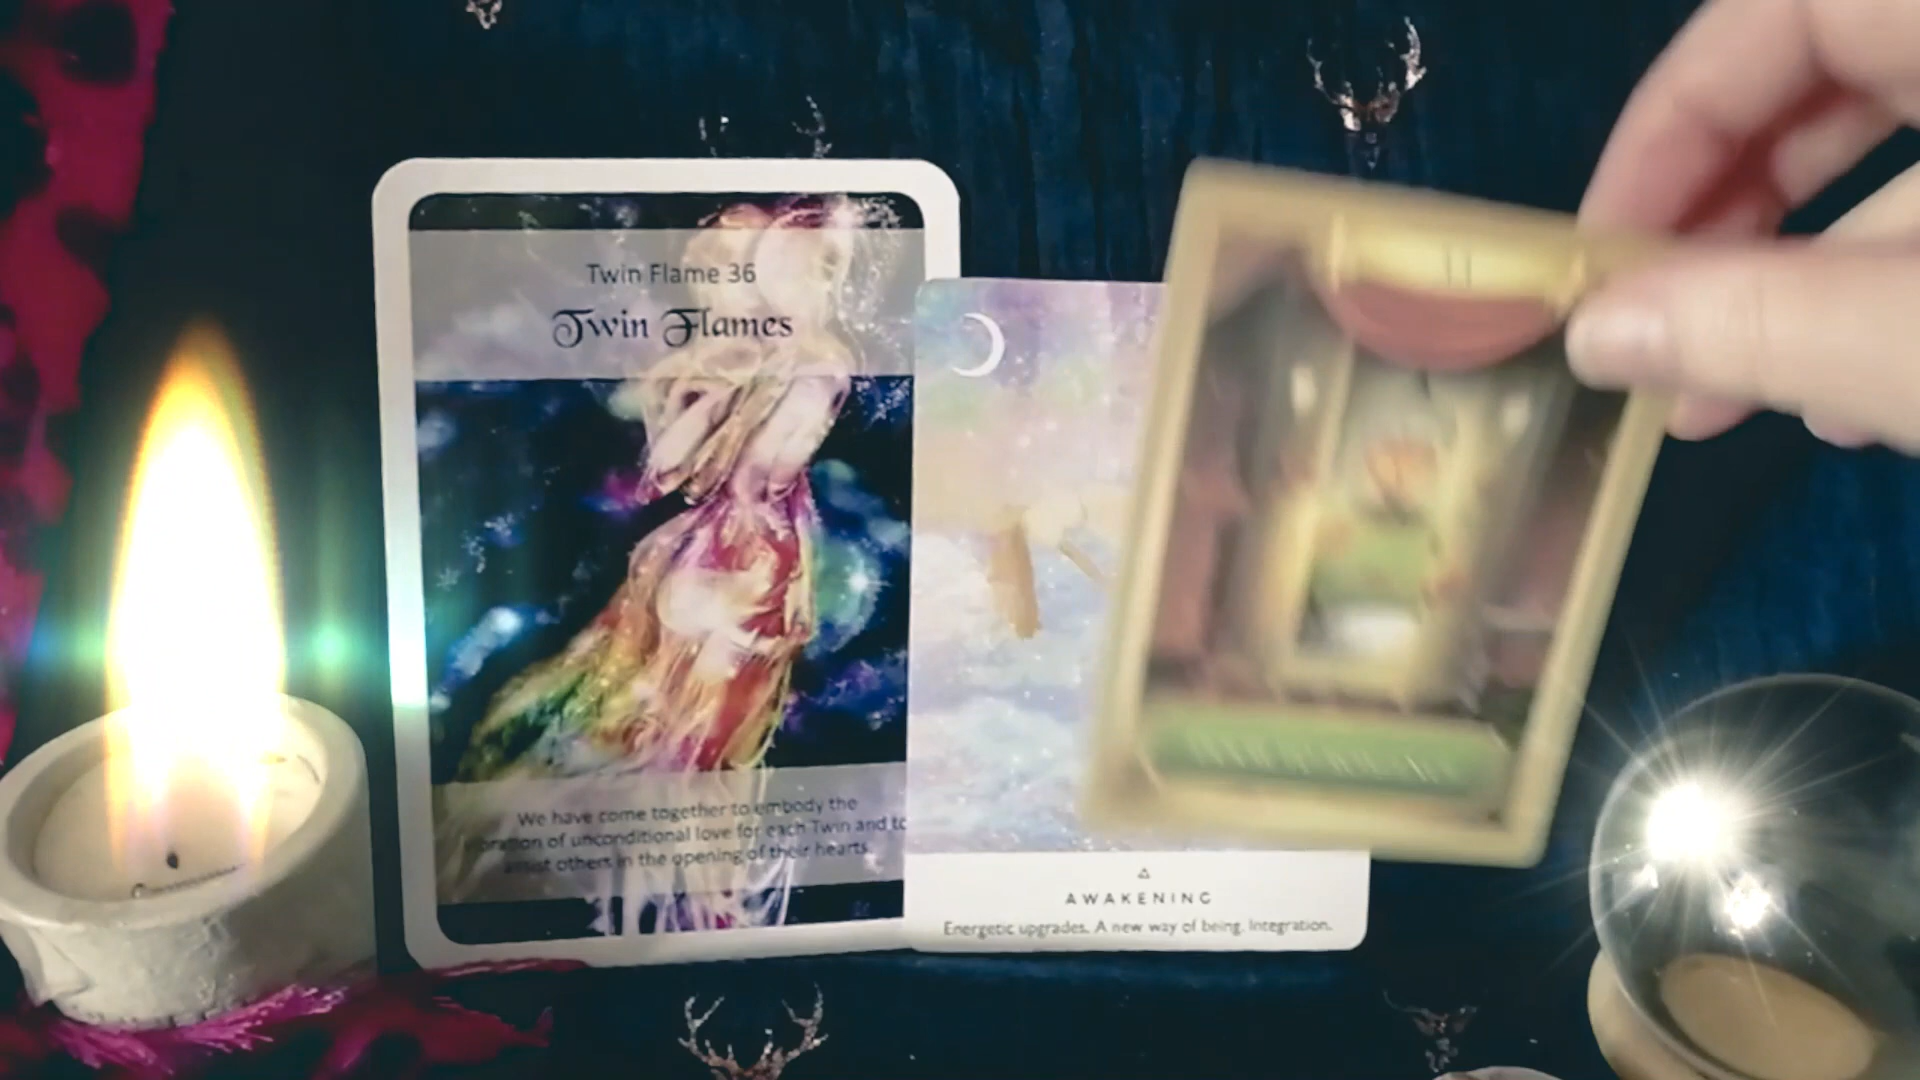 Twin Flame 36
Twin Flames
We have come together to embody the
vibration of unconditional love for each Twin and to
assist others in the opening of their hearts.
AWAKENING
Energetic upgrades. A new way of being. Integration.